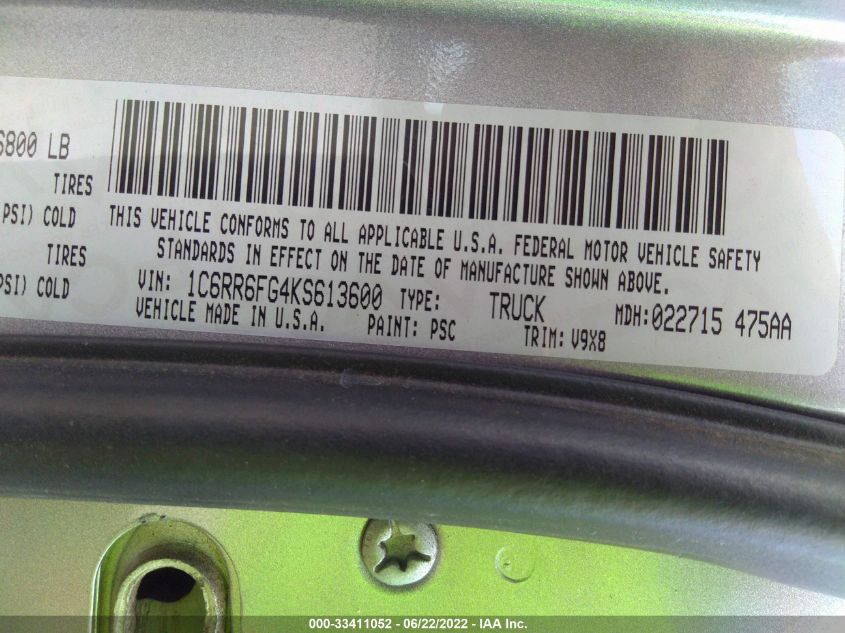 6800 LB
TIRES
PSI) COLD
TIRES
PSI) COLD
THIS VEHICLE CONFORMS TO ALL APPLICABLE U.S.A. FEDERAL MOTOR VEHICLE SAFETY
STANDARDS IN EFFECT ON THE DATE OF MANUFACTURE SHOWN ABOVE.
VIN: 1C6RR6FG4KS613600 TYPE: TRUCK MDH:022715 475AA
VEHICLE MADE IN U.S.A. PAINT: PSC TRIM: V9X8
000-33411052 - 06/22/2022 - IAA Inc.